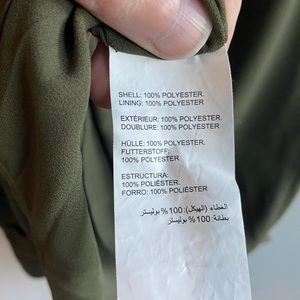 SHELL: 100% POLYESTER.
LINING: 100% POLYESTER
EXTÉRIEUR: 100% POLYESTER.
DOUBLURE: 100% POLYESTER
HÜLLE: 100% POLYESTER.
FUTTERSTOFF:
100% POLYESTER
ESTRUCTURA:
100% POLIÉSTER.
FORRO: 100% POLIÉSTER
الغطاء (الهيكل): 100% بوليستر
بطانة: 100% بوليستر